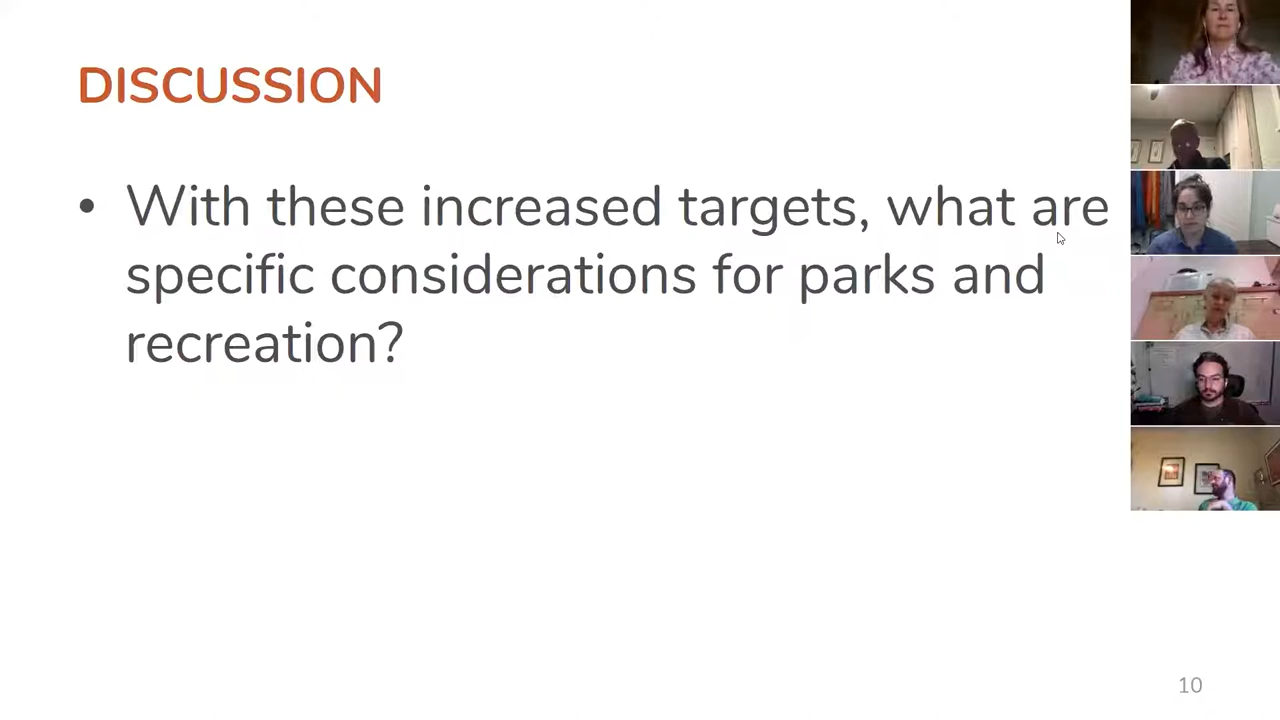 DISCUSSION
• With these increased targets, what are
specific considerations for parks and
recreation?
10